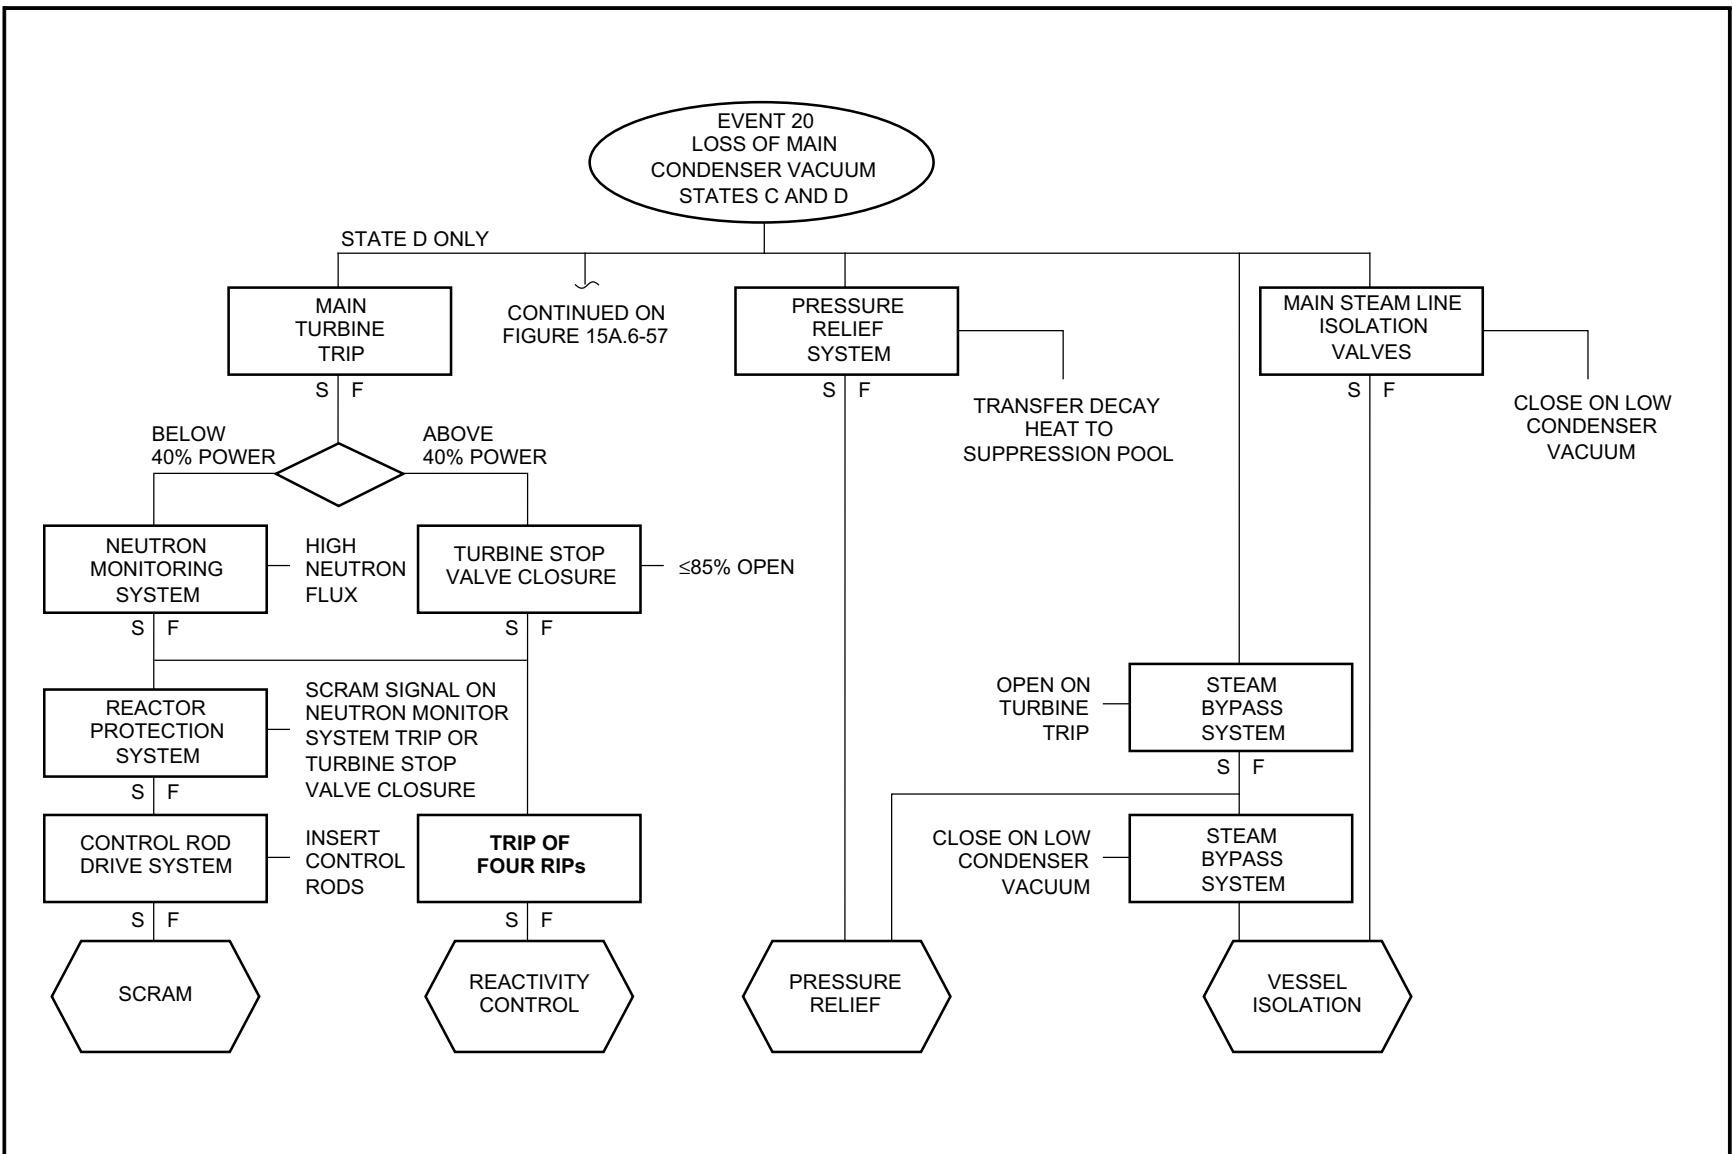 EVENT 20
LOSS OF MAIN
CONDENSER VACUUM
STATES C AND D
STATE D ONLY
MAIN
TURBINE
TRIP
S F
CONTINUED ON
FIGURE 15A.6-57
PRESSURE
RELIEF
SYSTEM
S F
TRANSFER DECAY
HEAT TO
SUPPRESSION POOL
MAIN STEAM LINE
ISOLATION
VALVES
S F
CLOSE ON LOW
CONDENSER
VACUUM
BELOW
40% POWER
ABOVE
40% POWER
NEUTRON
MONITORING
SYSTEM
S F
HIGH
NEUTRON
FLUX
TURBINE STOP
VALVE CLOSURE
S F
≤85% OPEN
REACTOR
PROTECTION
SYSTEM
S F
SCRAM SIGNAL ON
NEUTRON MONITOR
SYSTEM TRIP OR
TURBINE STOP
VALVE CLOSURE
OPEN ON
TURBINE
TRIP
STEAM
BYPASS
SYSTEM
S F
CONTROL ROD
DRIVE SYSTEM
S F
INSERT
CONTROL
RODS
TRIP OF
FOUR RIPs
S F
CLOSE ON LOW
CONDENSER
VACUUM
STEAM
BYPASS
SYSTEM
SCRAM
REACTIVITY
CONTROL
PRESSURE
RELIEF
VESSEL
ISOLATION